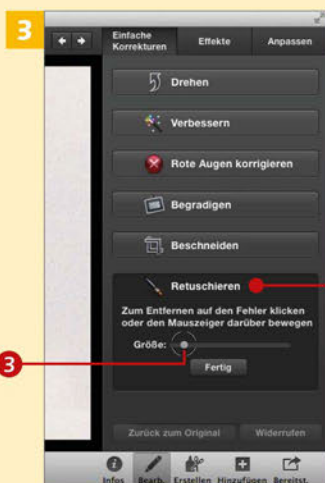 3
Einfache Korrekturen
Effekte
Anpassen
Drehen
Verbessern
Rote Augen korrigieren
Begradigen
Beschneiden
Retuschieren
Zum Entfernen auf den Fehler klicken
oder den Mauszeiger darüber bewegen
Größe:
3
Fertig
Zurück zum Original
Widerrufen
Infos
Bearb.
Erstellen
Hinzufügen
Bereitst.